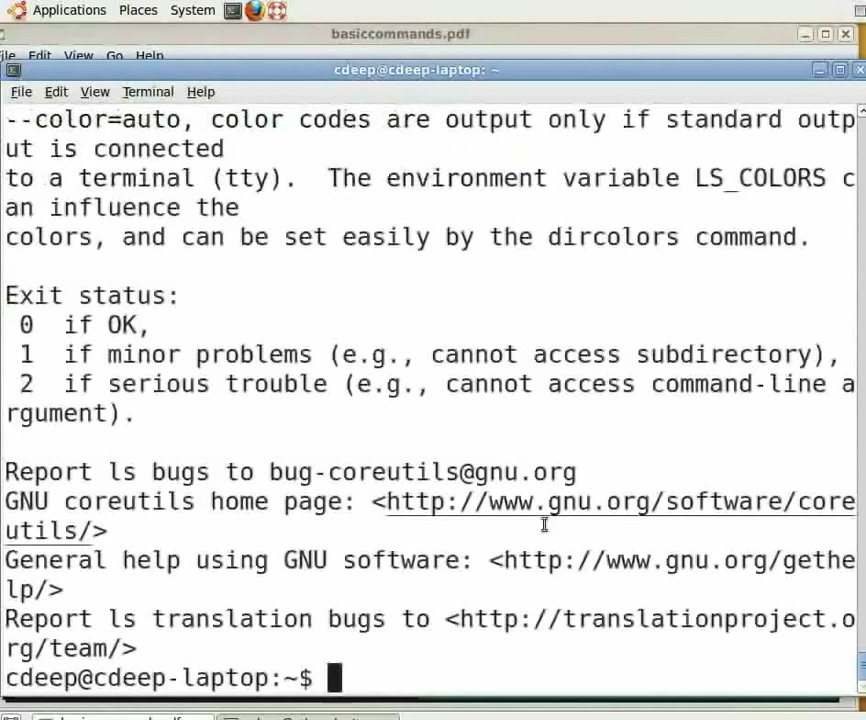 Applications Places System
basiccommands.pdf
File Edit View Go Help
cdeep@cdeep-laptop: ~
File Edit View Terminal Help
--color=auto, color codes are output only if standard outp
ut is connected
to a terminal (tty).  The environment variable LS_COLORS c
an influence the
colors, and can be set easily by the dircolors command.
Exit status:
0  if OK,
1  if minor problems (e.g., cannot access subdirectory),
2  if serious trouble (e.g., cannot access command-line a
rgument).
Report ls bugs to bug-coreutils@gnu.org
GNU coreutils home page: <http://www.gnu.org/software/core
utils/>
General help using GNU software: <http://www.gnu.org/gethe
lp/>
Report ls translation bugs to <http://translationproject.o
rg/team/>
cdeep@cdeep-laptop:~$